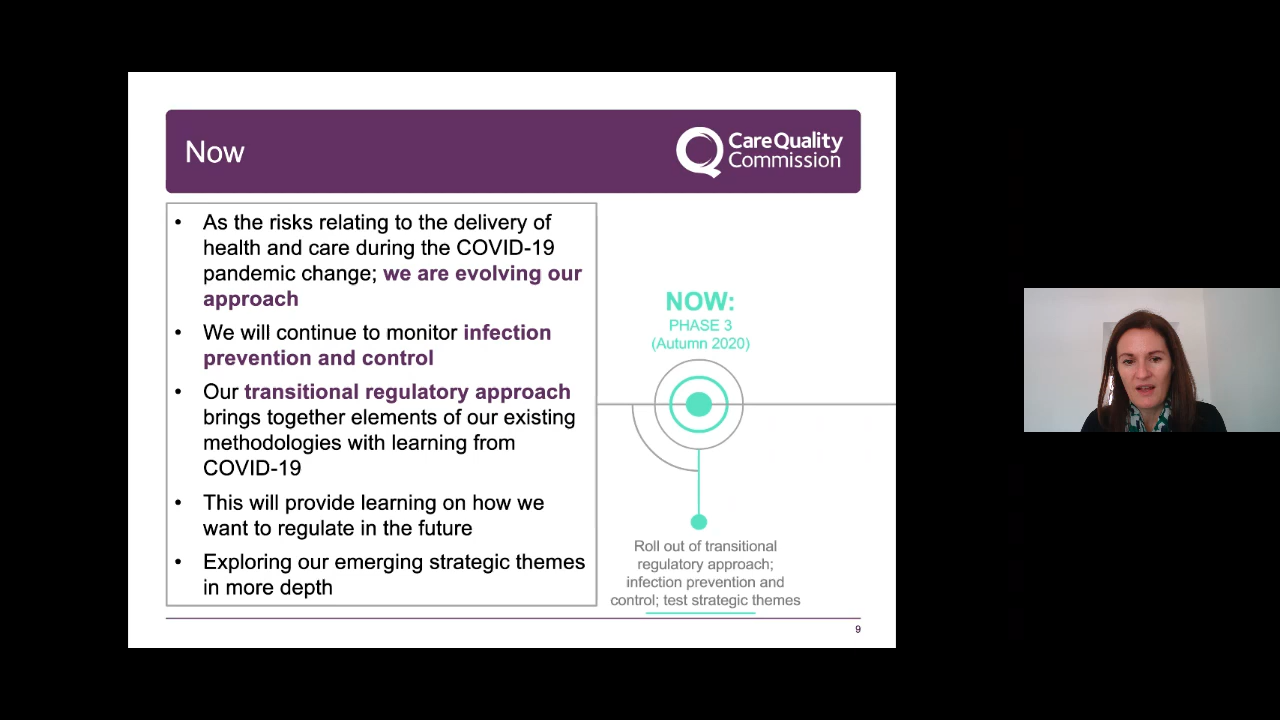 Now
CareQuality
Commission
• As the risks relating to the delivery of
health and care during the COVID-19
pandemic change; we are evolving our
approach
• We will continue to monitor infection
prevention and control
• Our transitional regulatory approach
brings together elements of our existing
methodologies with learning from
COVID-19
• This will provide learning on how we
want to regulate in the future
• Exploring our emerging strategic themes
in more depth
NOW:
PHASE 3
(Autumn 2020)
Roll out of transitional
regulatory approach;
infection prevention and
control; test strategic themes
9